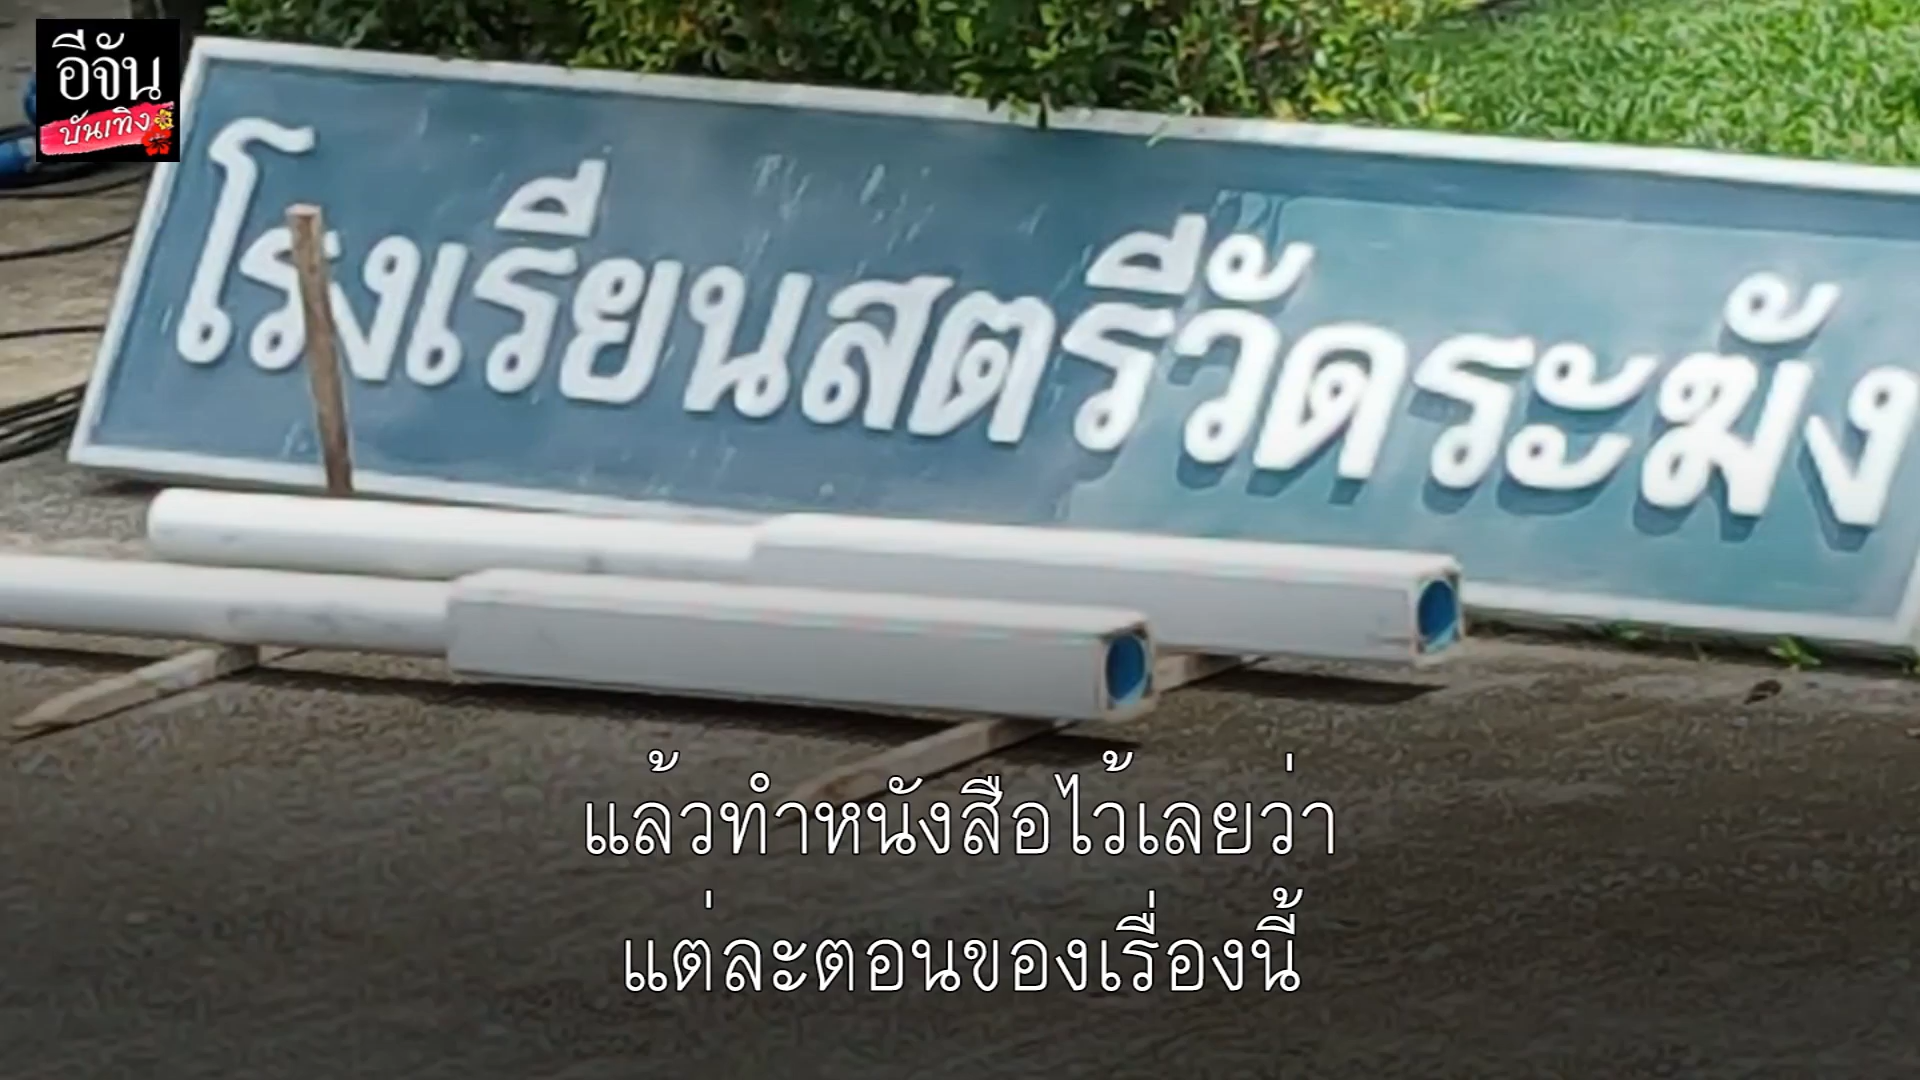 อีจัน
บันเทิง
โรงเรียนสตรีวัดระฆัง
แล้วทำหนังสือไว้เลยว่า
แต่ละตอนของเรื่องนี้